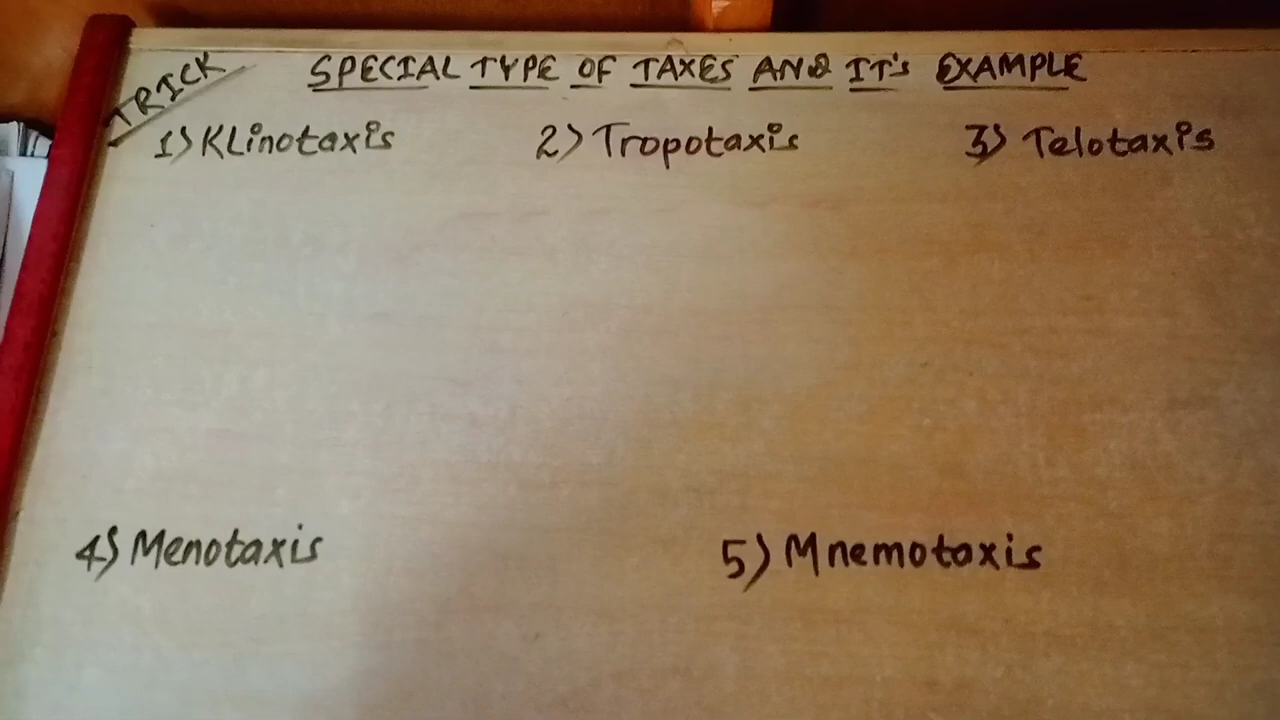 TRICK
SPECIAL TYPE OF TAXES AND IT's EXAMPLE
1) KLinotaxis 2) Tropotaxis 3) Telotaxis
4) Menotaxis 5) Mnemotaxis